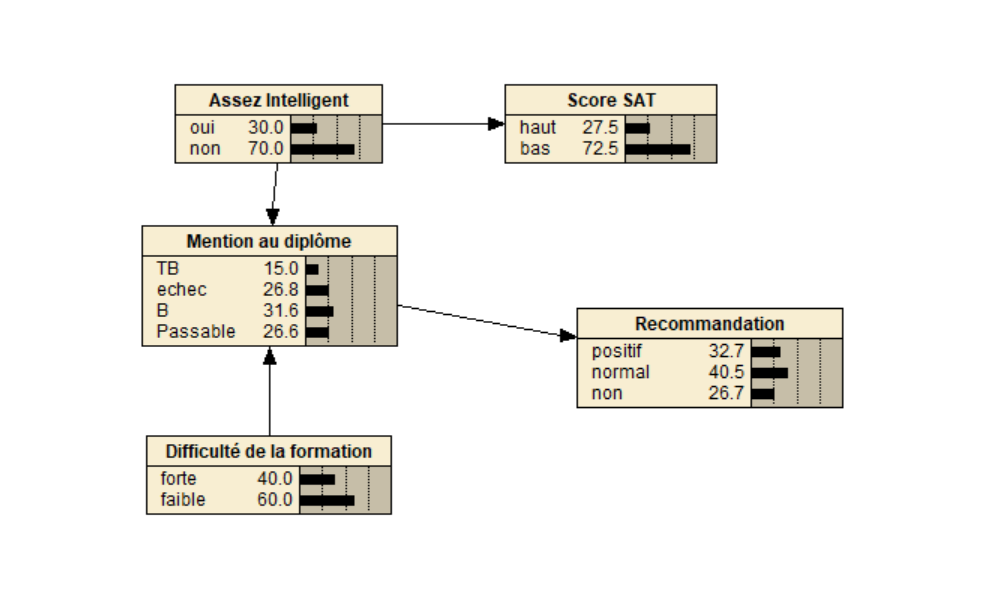 Assez Intelligent
oui 30.0
non 70.0
Score SAT
haut 27.5
bas 72.5
Mention au diplôme
TB 15.0
echec 26.8
B 31.6
Passable 26.6
Recommandation
positif 32.7
normal 40.5
non 26.7
Difficulté de la formation
forte 40.0
faible 60.0